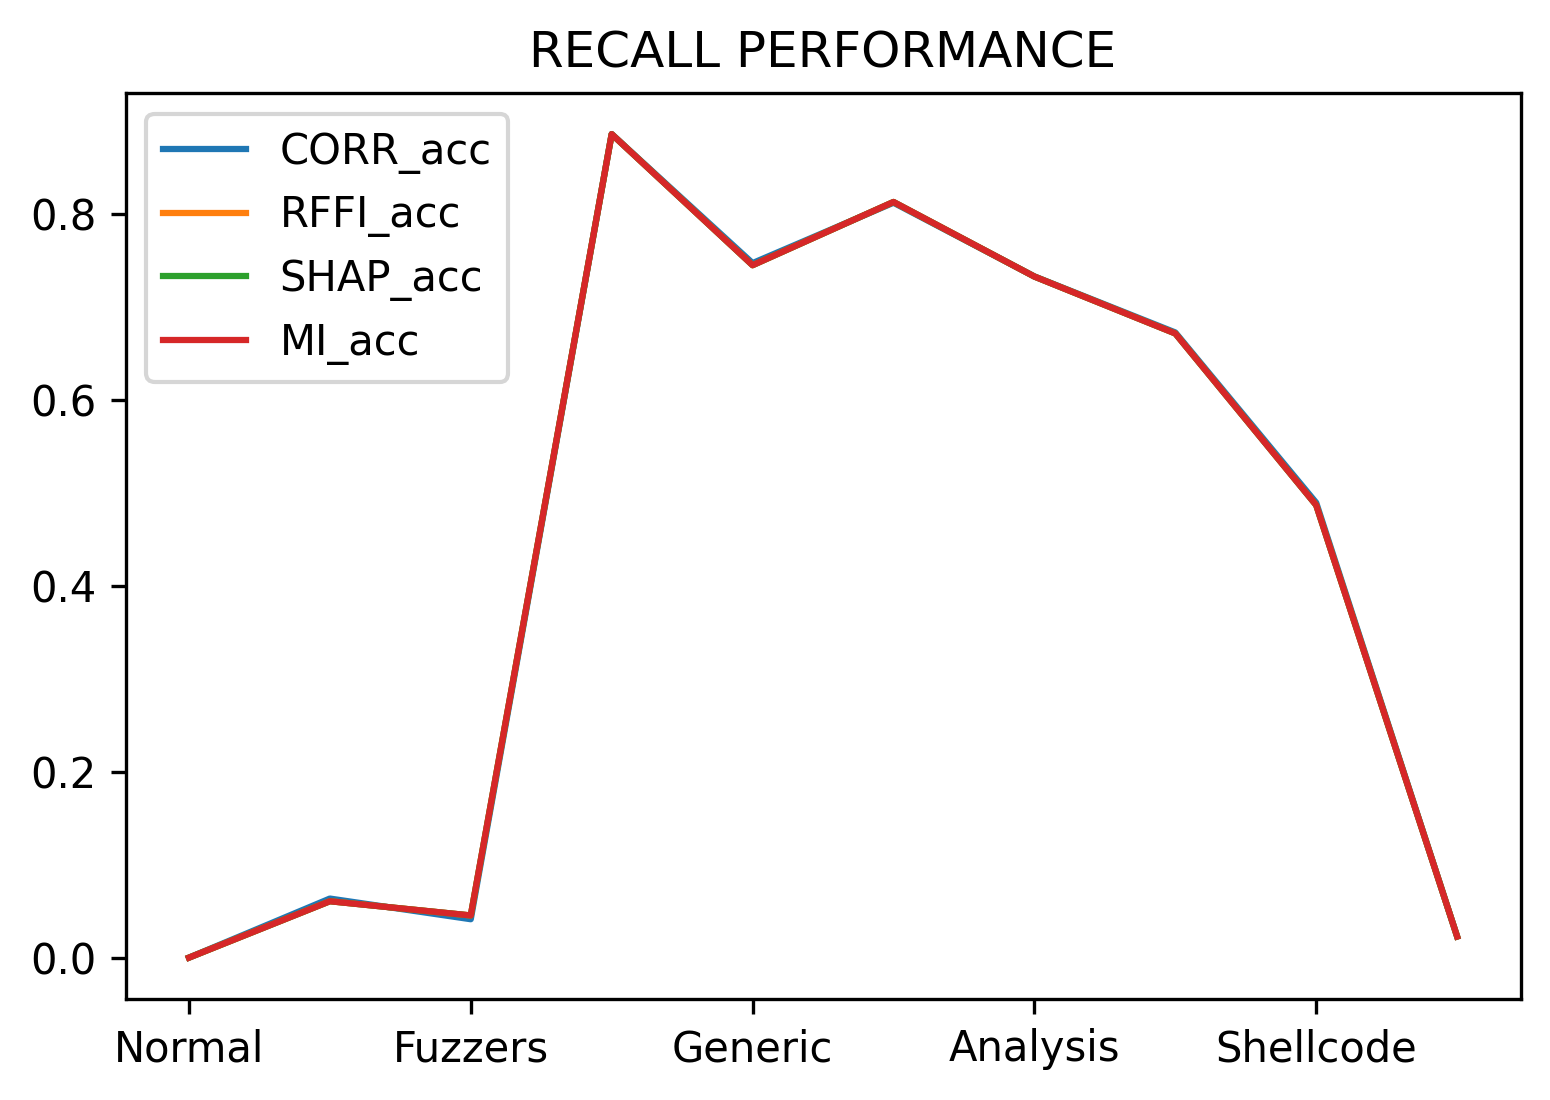 RECALL PERFORMANCE
CORR_acc
RFFI_acc
SHAP_acc
MI_acc
0.8
0.6
0.4
0.2
0.0
Normal Fuzzers Generic Analysis Shellcode